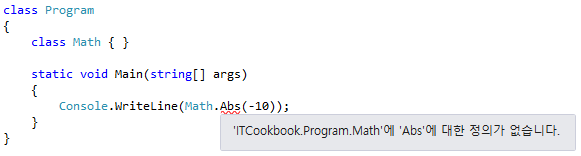 class Program
{
    class Math { }

    static void Main(string[] args)
    {
        Console.WriteLine(Math.Abs(-10));
    }
}
'ITCookbook.Program.Math'에 'Abs'에 대한 정의가 없습니다.